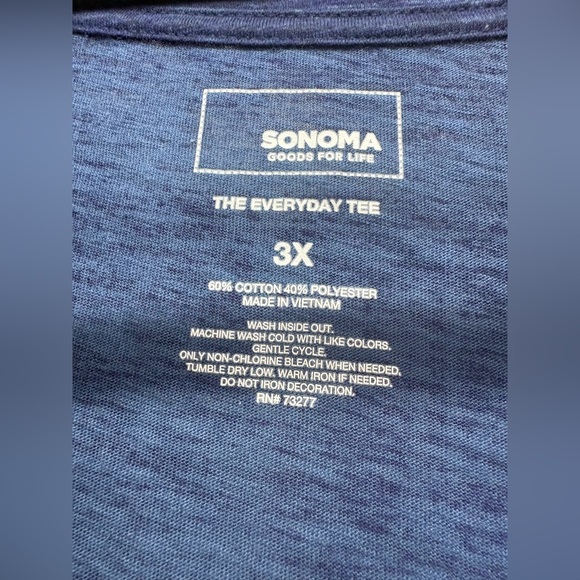 SONOMA
GOODS FOR LIFE
THE EVERYDAY TEE
3X
60% COTTON 40% POLYESTER
MADE IN VIETNAM
WASH INSIDE OUT.
MACHINE WASH COLD WITH LIKE COLORS,
GENTLE CYCLE.
ONLY NON-CHLORINE BLEACH WHEN NEEDED,
TUMBLE DRY LOW. WARM IRON IF NEEDED,
DO NOT IRON DECORATION.
RN# 73277